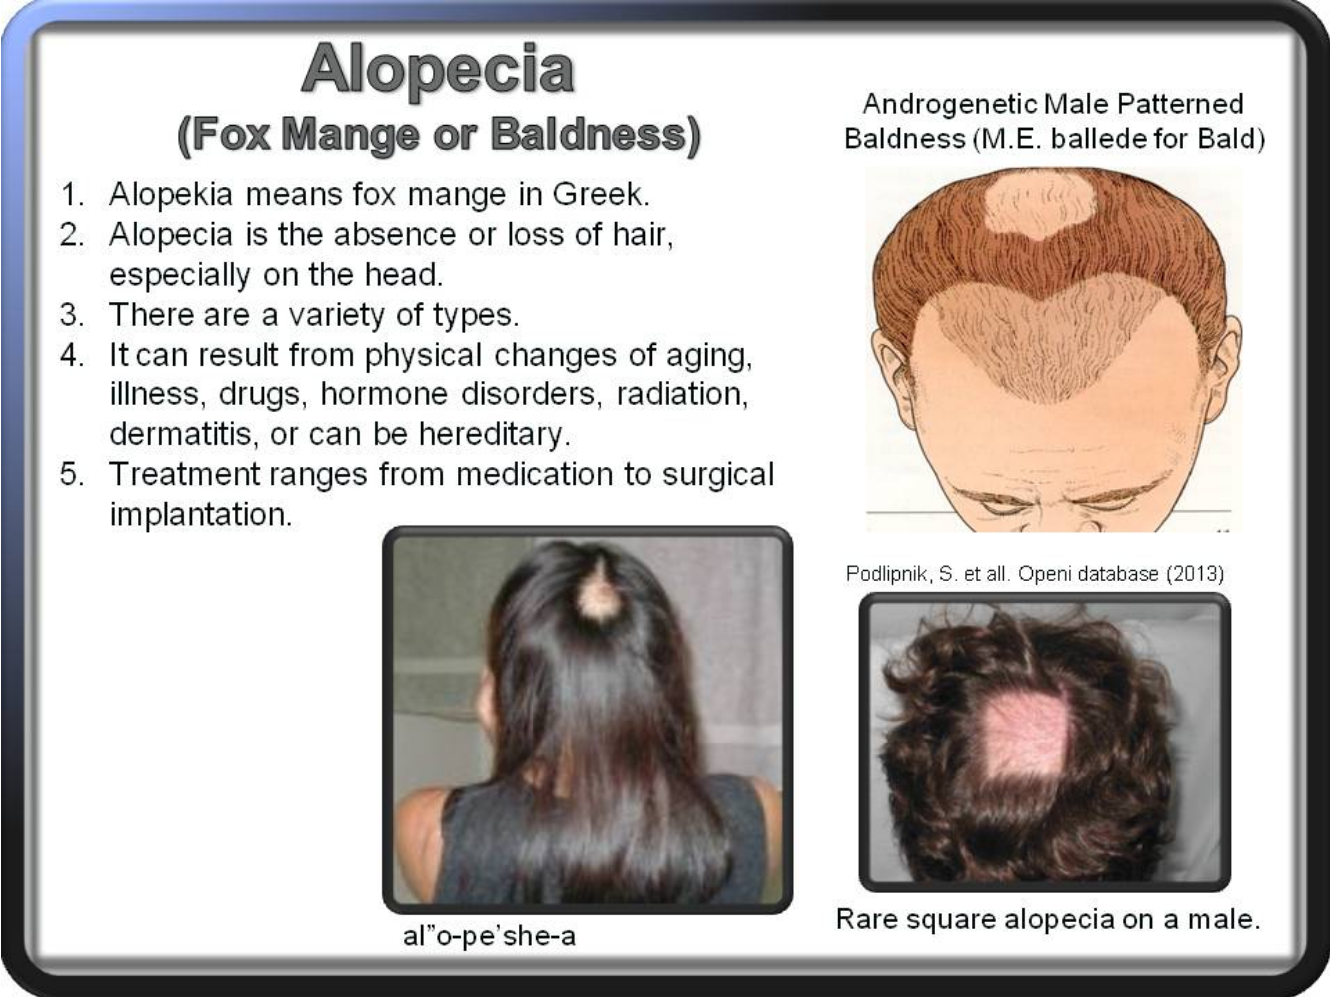 Alopecia
(Fox Mange or Baldness)
1. Alopekia means fox mange in Greek.
2. Alopecia is the absence or loss of hair,
especially on the head.
3. There are a variety of types.
4. It can result from physical changes of aging,
illness, drugs, hormone disorders, radiation,
dermatitis, or can be hereditary.
5. Treatment ranges from medication to surgical
implantation.
al”o-pe’she-a
Androgenetic Male Patterned
Baldness (M.E. ballede for Bald)
Podlipnik, S. et all. Openi database (2013)
Rare square alopecia on a male.